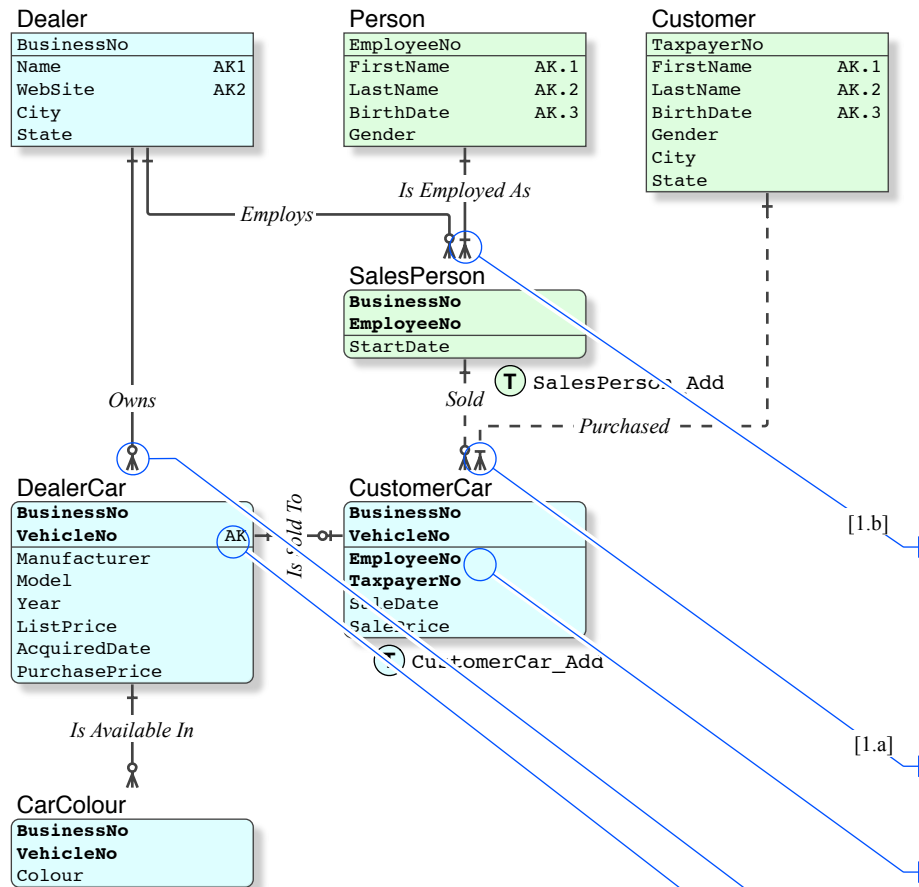 Dealer
BusinessNo
Name AK1
WebSite AK2
City
State
Person
EmployeeNo
FirstName AK.1
LastName AK.2
BirthDate AK.3
Gender
Customer
TaxpayerNo
FirstName AK.1
LastName AK.2
BirthDate AK.3
Gender
City
State
Is Employed As
Employs
SalesPerson
BusinessNo
EmployeeNo
StartDate
T SalesPerson_Add
Owns
Sold
Purchased
DealerCar
BusinessNo
VehicleNo AK
Manufacturer
Model
Year
ListPrice
AcquiredDate
PurchasePrice
Is Sold To
CustomerCar
BusinessNo
VehicleNo
EmployeeNo
TaxpayerNo
SaleDate
SalePrice
T CustomerCar_Add
[1.b]
[1.a]
Is Available In
CarColour
BusinessNo
VehicleNo
Colour